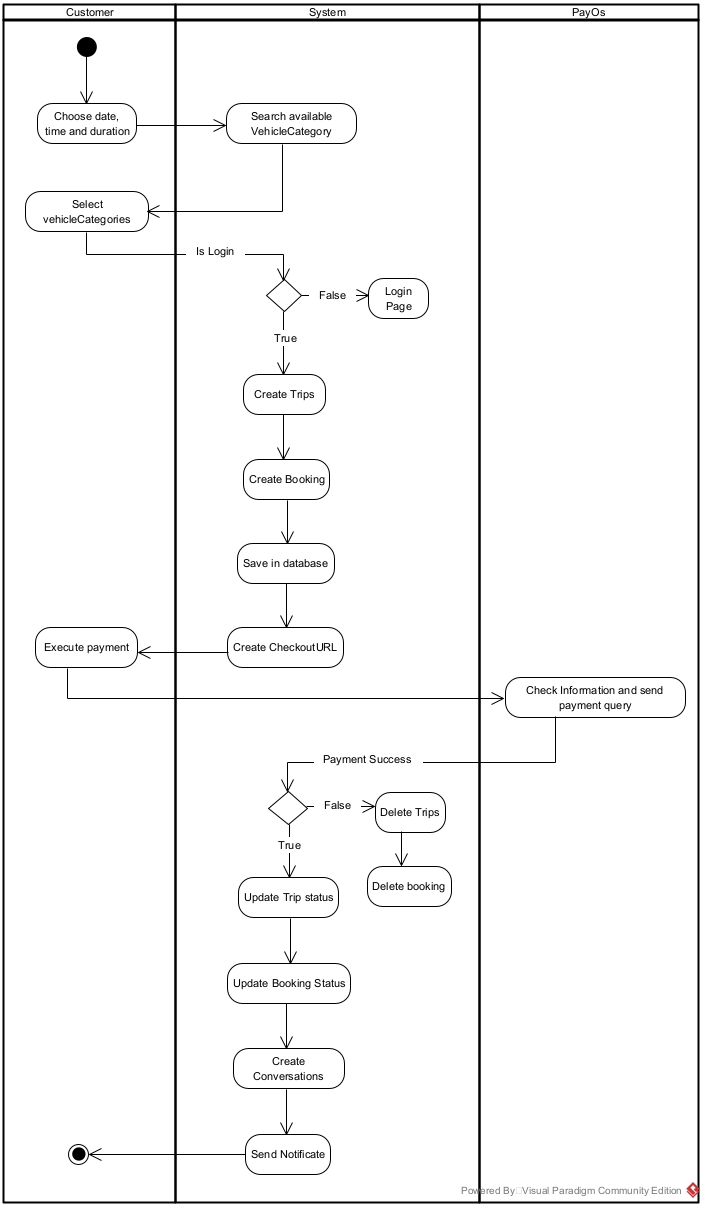 Customer
System
PayOs
Choose date,
time and duration
Search available
VehicleCategory
Select
vehicleCategories
Is Login
False
Login
Page
True
Create Trips
Create Booking
Save in database
Execute payment
Create CheckoutURL
Check Information and send
payment query
Payment Success
False
Delete Trips
True
Delete booking
Update Trip status
Update Booking Status
Create
Conversations
Send Notificate
Powered By Visual Paradigm Community Edition